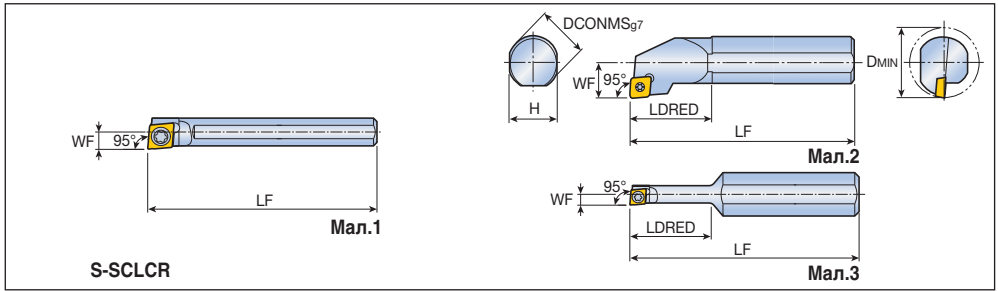 WF
95°
LF
Мал.1
S-SCLCR
DCONMSg7
H
WF
95°
LDRED
LF
DMIN
Мал.2
WF
95°
LDRED
LF
Мал.3